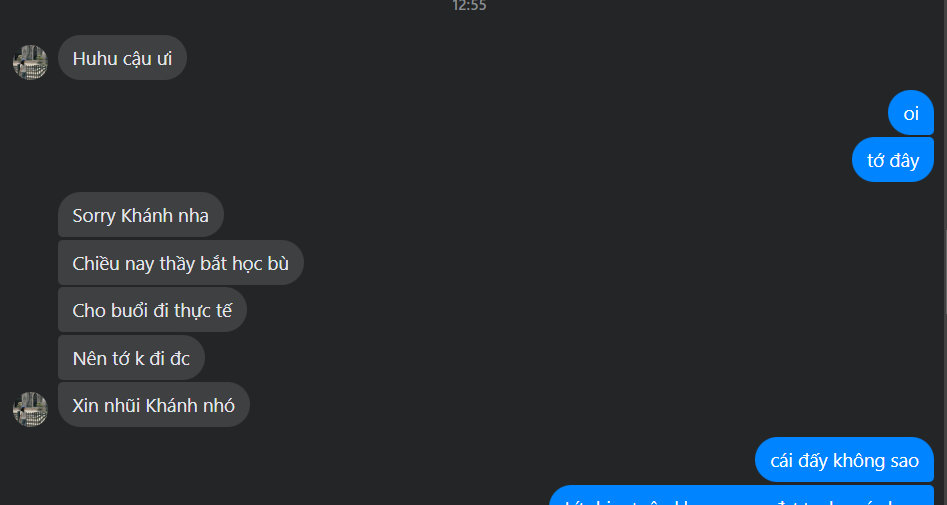 12:55
Huhu cậu ưi
oi
tớ đây
Sorry Khánh nha
Chiều nay thầy bắt học bù
Cho buổi đi thực tế
Nên tớ k đi đc
Xin nhũi Khánh nhó
cái đấy không sao